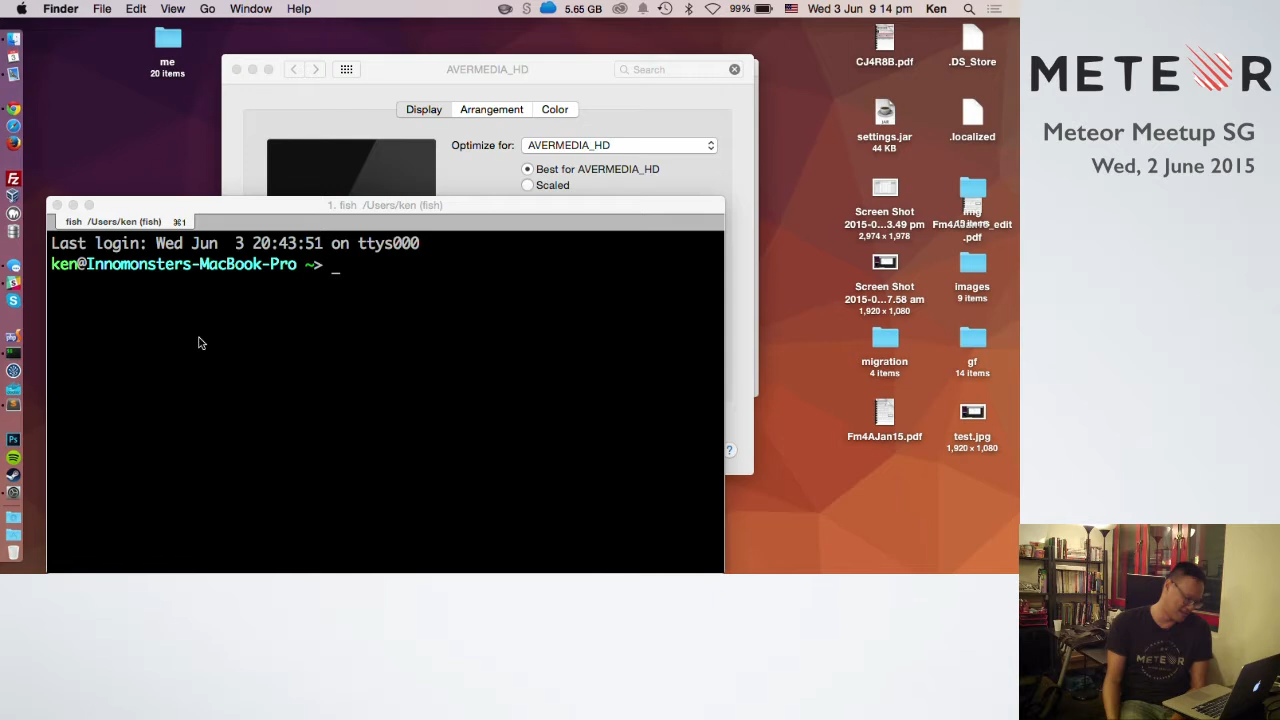 Finder File Edit View Go Window Help
5.65 GB 99% Wed 3 Jun 9:14 pm Ken
me
20 items
AVERMEDIA_HD
Search
Display Arrangement Color
Optimize for: AVERMEDIA_HD
Best for AVERMEDIA_HD
Scaled
1. fish /Users/ken (fish)
fish /Users/ken (fish) ⌘1
Last login: Wed Jun 3 20:43:51 on ttys000
ken@Innomonsters-MacBook-Pro ~> _
?
CJ4R8B.pdf
.DS_Store
settings.jar
44 KB
.localized
Screen Shot
2015-0...3.49 pm
2,974 × 1,978
Fm4AJan15_edit
.pdf
Screen Shot
2015-0...7.58 am
1,920 × 1,080
images
9 items
migration
4 items
gf
14 items
Fm4AJan15.pdf
test.jpg
1,920 × 1,080
METEOR
Meteor Meetup SG
Wed, 2 June 2015
METEOR